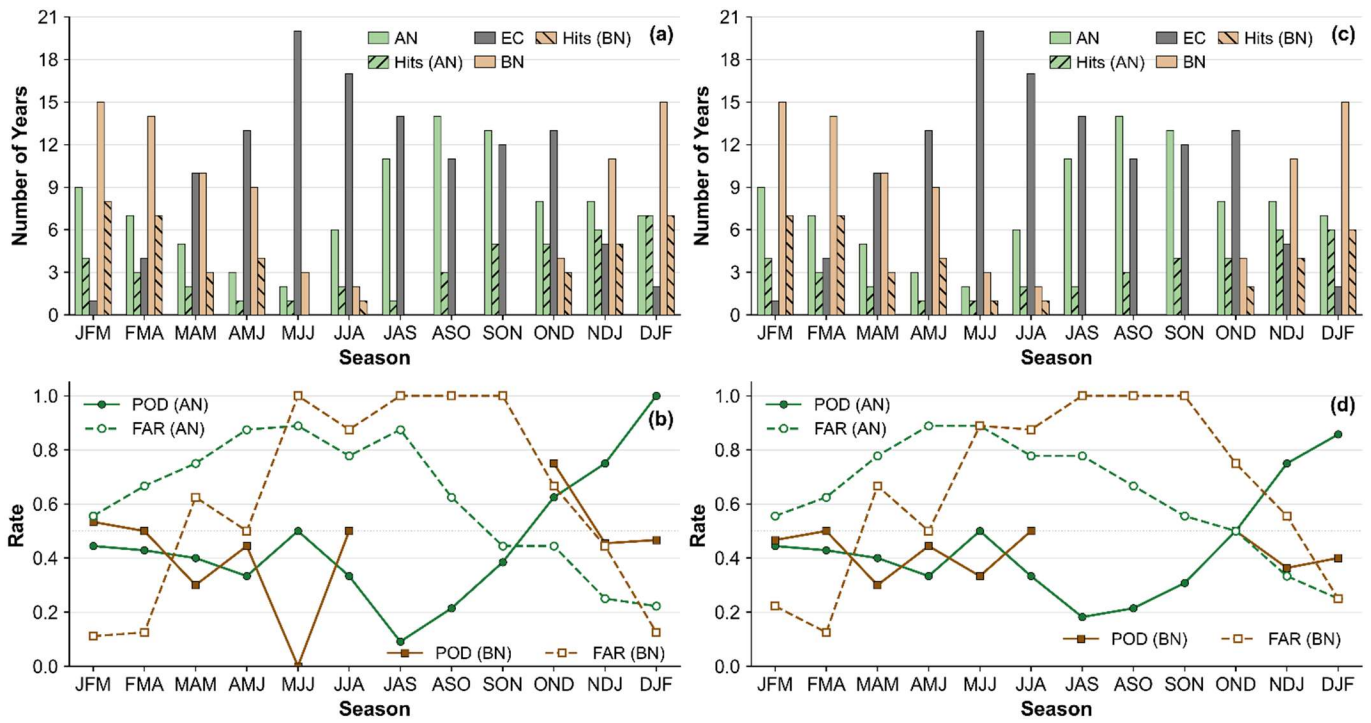 21
18
15
12
9
6
3
0
Number of Years
AN
Hits (AN)
EC
BN
Hits (BN)
(a)
JFM FMA MAM AMJ MJJ JJA JAS ASO SON OND NDJ DJF
Season
21
18
15
12
9
6
3
0
Number of Years
AN
Hits (AN)
EC
BN
Hits (BN)
(c)
JFM FMA MAM AMJ MJJ JJA JAS ASO SON OND NDJ DJF
Season
1.0
0.8
0.6
0.4
0.2
0.0
Rate
POD (AN)
FAR (AN)
(b)
POD (BN) FAR (BN)
JFM FMA MAM AMJ MJJ JJA JAS ASO SON OND NDJ DJF
Season
1.0
0.8
0.6
0.4
0.2
0.0
Rate
POD (AN)
FAR (AN)
(d)
POD (BN) FAR (BN)
JFM FMA MAM AMJ MJJ JJA JAS ASO SON OND NDJ DJF
Season